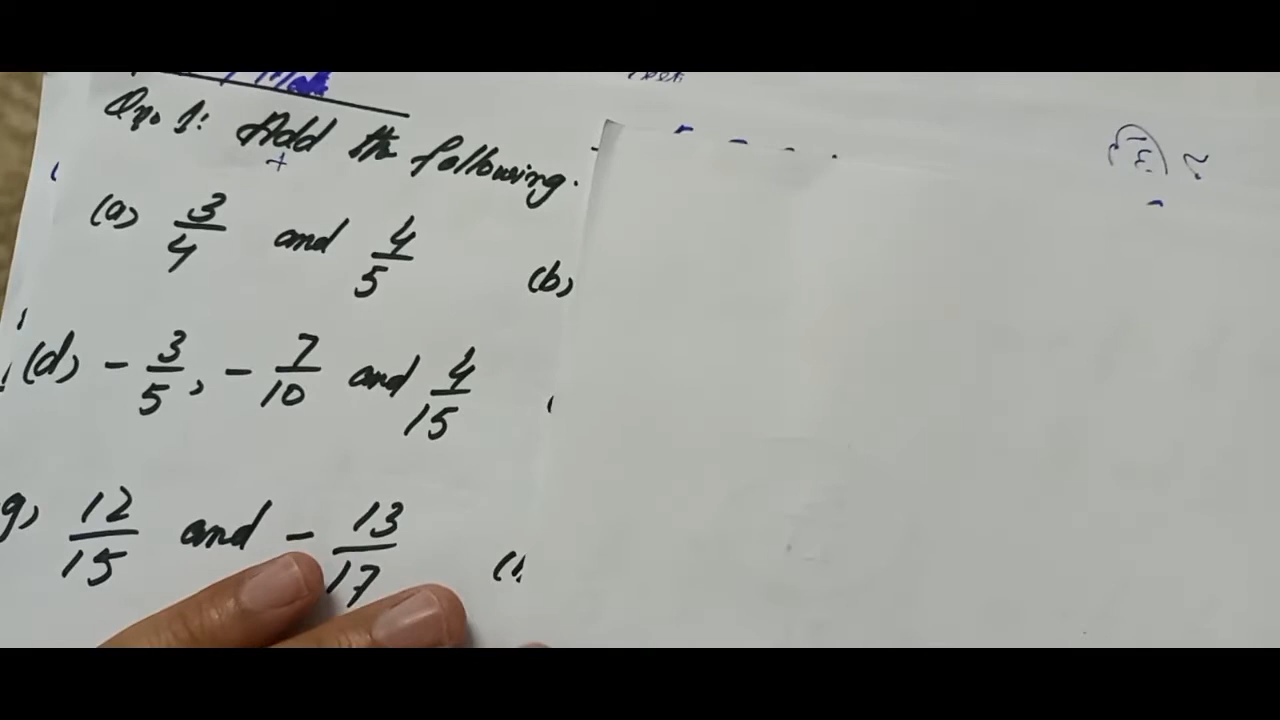 Qno 1: Add the following.
+
(a) 3/4 and 4/5 (b)
(d) - 3/5, - 7/10 and 4/15
g) 12/15 and - 13/17